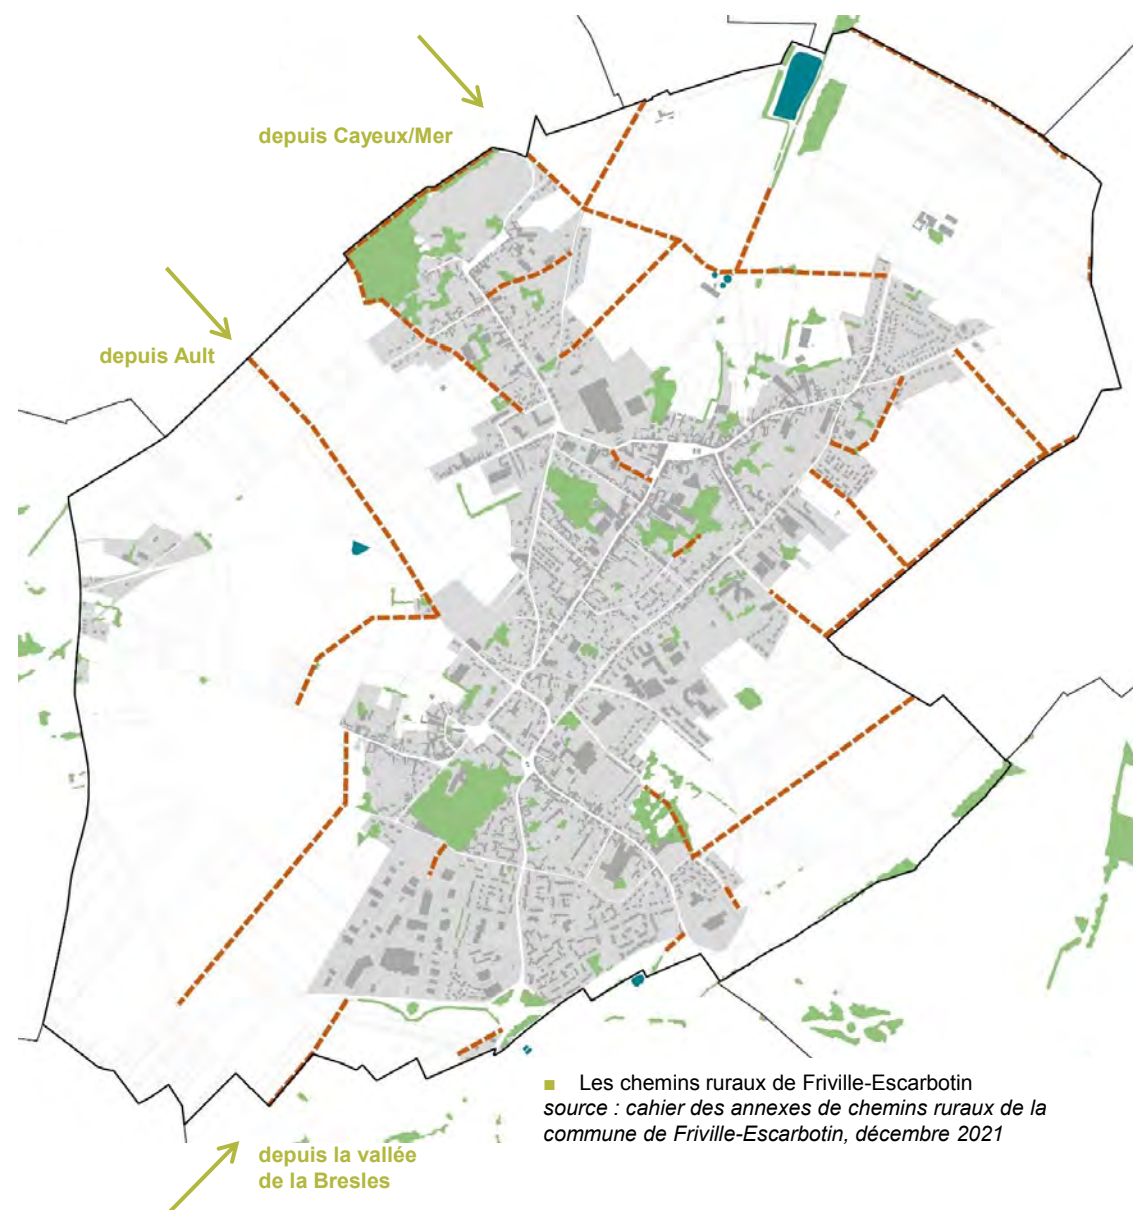 depuis Cayeux/Mer
depuis Ault
Les chemins ruraux de Friville-Escarbotin
source : cahier des annexes de chemins ruraux de la
commune de Friville-Escarbotin, décembre 2021
depuis la vallée
de la Bresles